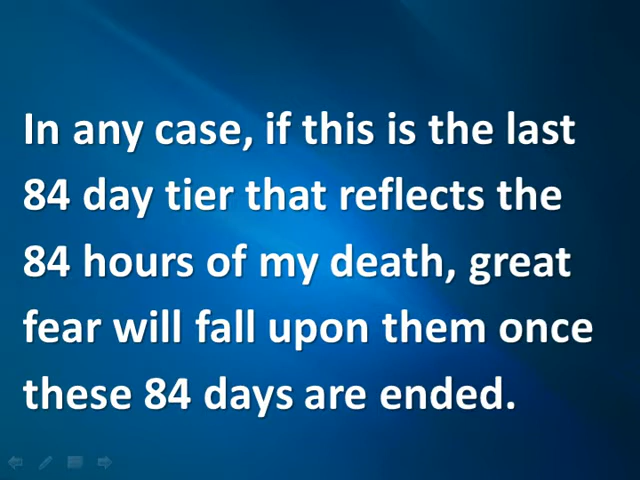 In any case, if this is the last
84 day tier that reflects the
84 hours of my death, great
fear will fall upon them once
these 84 days are ended.